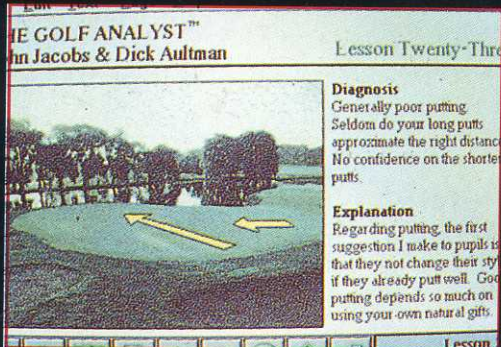 THE GOLF ANALYST™
John Jacobs & Dick Aultman
Lesson Twenty-Three
Diagnosis
Generally poor putting.
Seldom do your long putts
approximate the right distance
No confidence on the shorter
putts.
Explanation
Regarding putting, the first
suggestion I make to pupils is
that they not change their style
if they already putt well. Good
putting depends so much on
using your own natural gifts.
Lesson